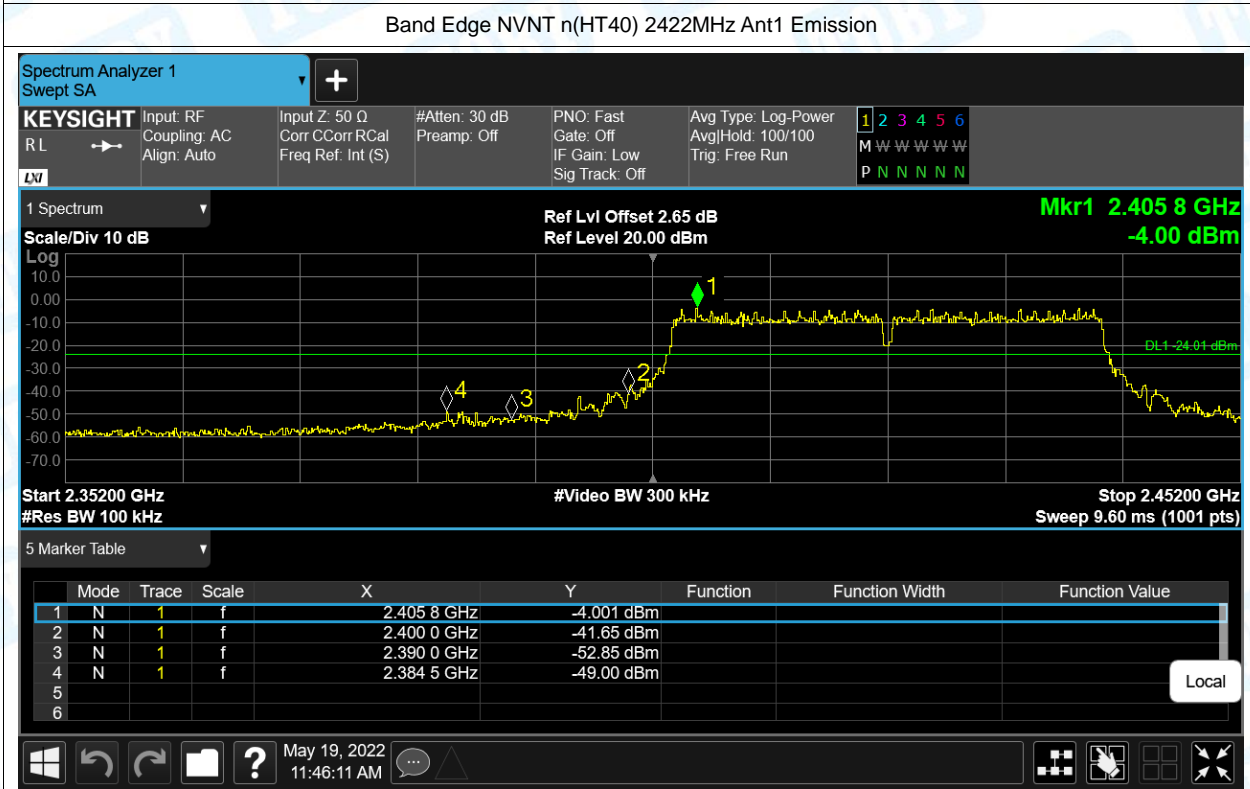 Band Edge NVNT n(HT40) 2422MHz Ant1 Emission
Spectrum Analyzer 1
Swept SA
KEYSIGHT Input: RF Input Z: 50 Ω #Atten: 30 dB PNO: Fast Avg Type: Log-Power 1 2 3 4 5 6
RL Coupling: AC Corr CCorr RCal Preamp: Off Gate: Off Avg|Hold: 100/100 M W W W W W
Align: Auto Freq Ref: Int (S) IF Gain: Low Trig: Free Run
LXI Sig Track: Off P N N N N N
1 Spectrum Ref Lvl Offset 2.65 dB Mkr1 2.405 8 GHz
Scale/Div 10 dB Ref Level 20.00 dBm -4.00 dBm
Log
10.0
0.00
-10.0
-20.0
-30.0
-40.0
-50.0
-60.0
-70.0
1
2
3
4
DL1 -24.01 dBm
Start 2.35200 GHz #Video BW 300 kHz Stop 2.45200 GHz
#Res BW 100 kHz Sweep 9.60 ms (1001 pts)
5 Marker Table
Mode Trace Scale X Y Function Function Width Function Value
1 N 1 f 2.405 8 GHz -4.001 dBm
2 N 1 f 2.400 0 GHz -41.65 dBm
3 N 1 f 2.390 0 GHz -52.85 dBm
4 N 1 f 2.384 5 GHz -49.00 dBm
5
6
Local
? May 19, 2022
11:46:11 AM